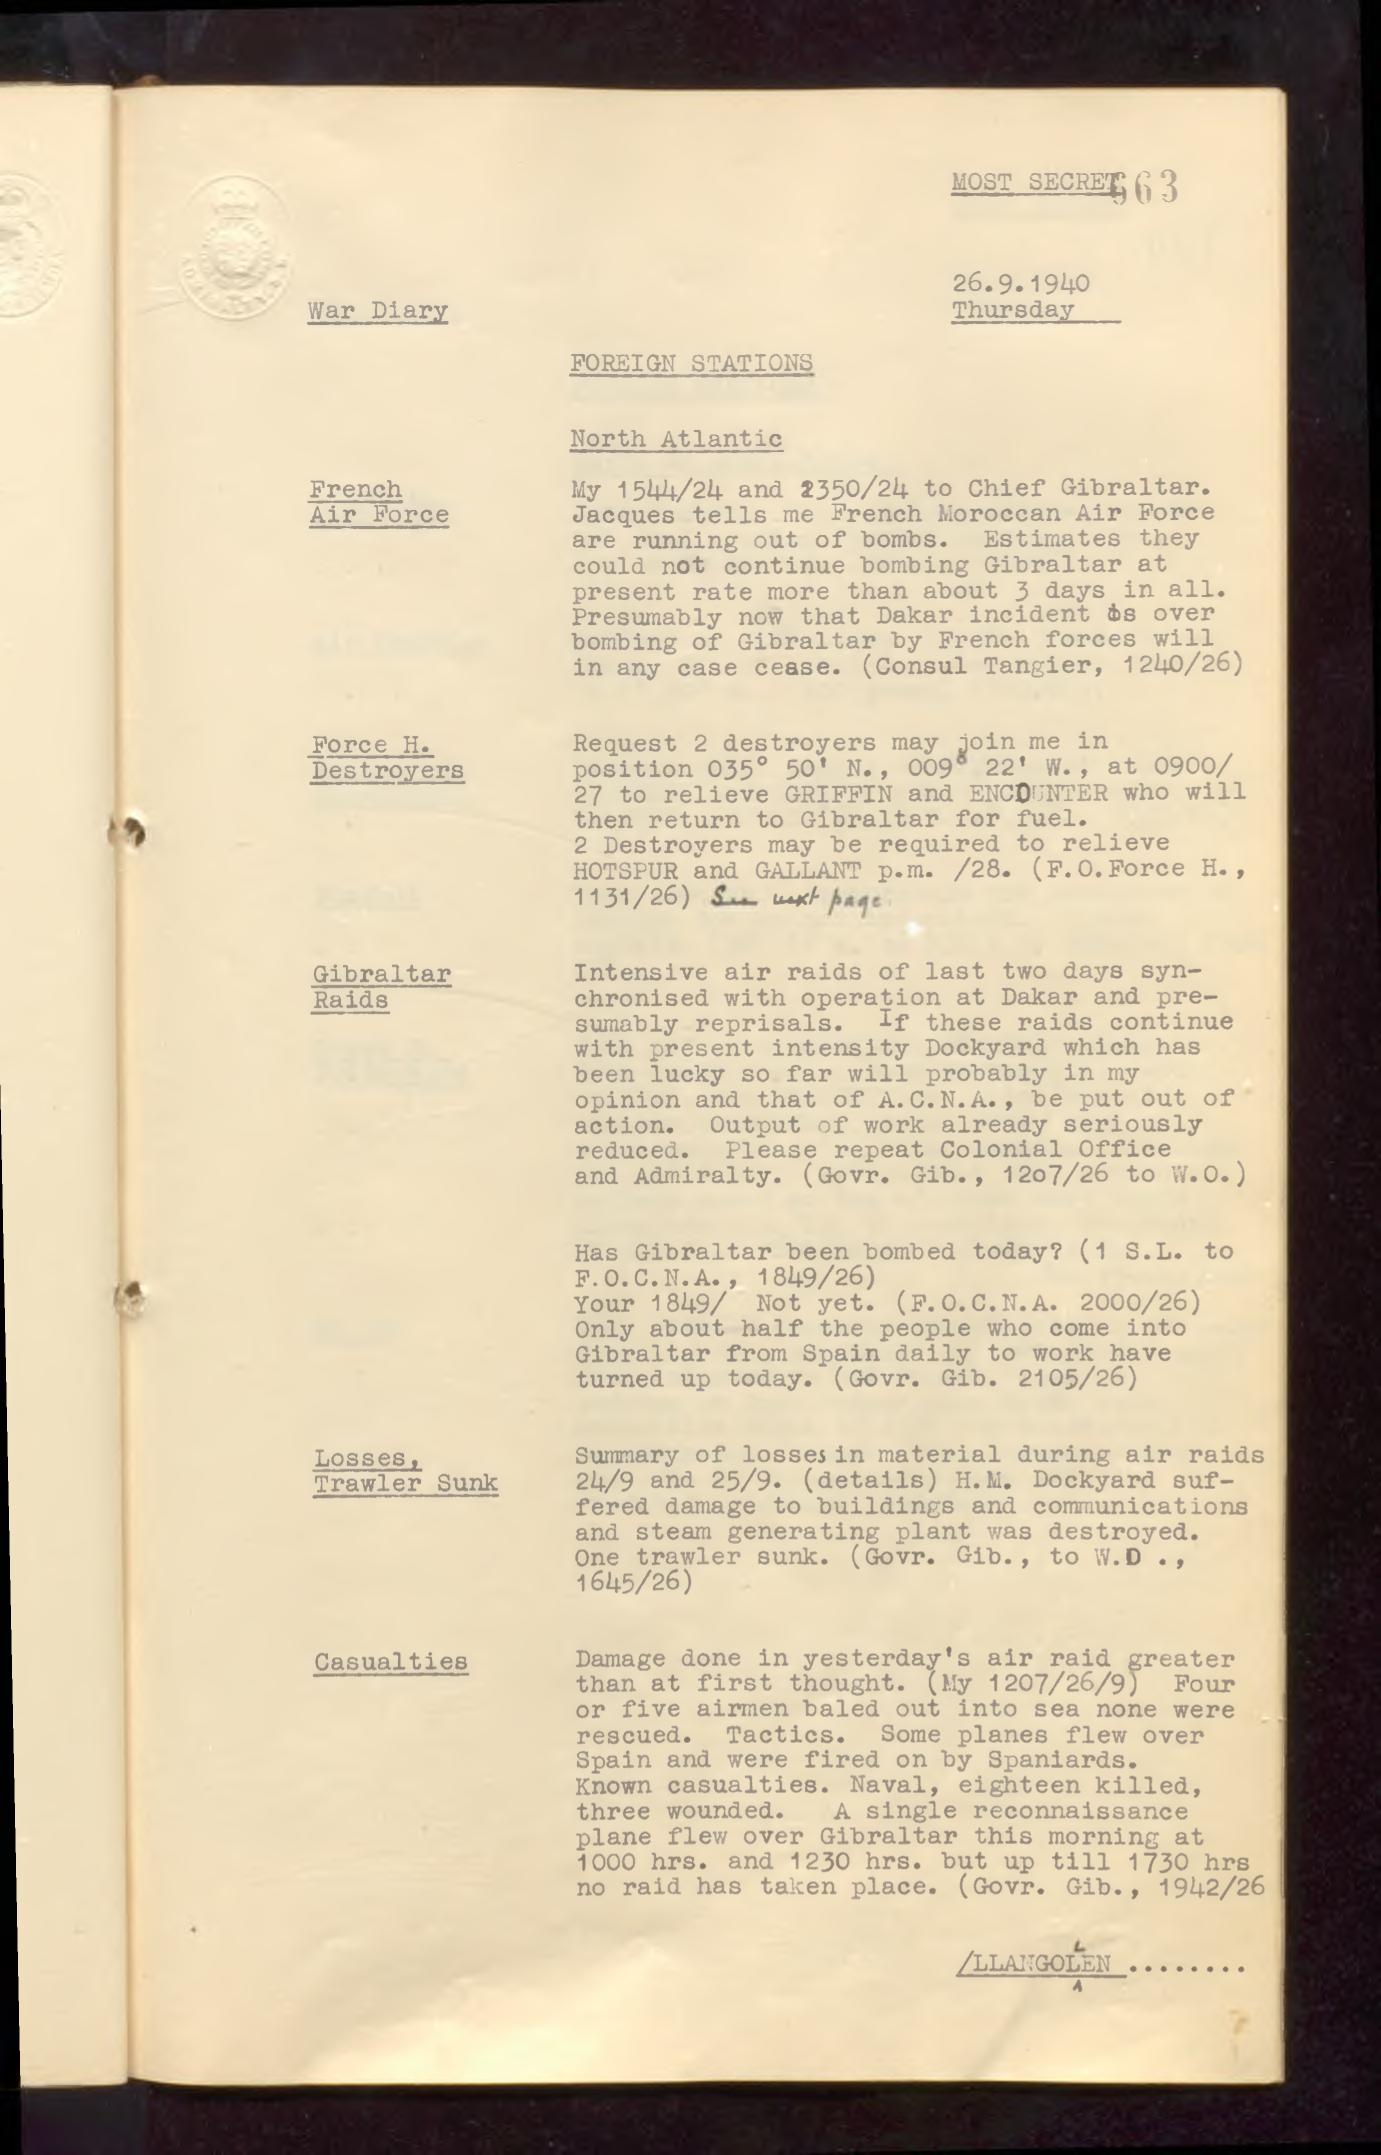 MOST SECRET
563
26.9.1940
War Diary
Thursday
FOREIGN STATIONS
North Atlantic
French
Air Force
My 1544/24 and 2350/24 to Chief Gibraltar.
Jacques tells me French Moroccan Air Force
are running out of bombs. Estimates they
could not continue bombing Gibraltar at
present rate more than about 3 days in all.
Presumably now that Dakar incident is over
bombing of Gibraltar by French forces will
in any case cease. (Consul Tangier, 1240/26)
Force H.
Destroyers
Request 2 destroyers may join me in
position 035° 50' N., 009° 22' W., at 0900/
27 to relieve GRIFFIN and ENCOUNTER who will
then return to Gibraltar for fuel.
2 Destroyers may be required to relieve
HOTSPUR and GALLANT p.m. /28. (F.O.Force H.,
1131/26) See next page
Gibraltar
Raids
Intensive air raids of last two days syn-
chronised with operation at Dakar and pre-
sumably reprisals. If these raids continue
with present intensity Dockyard which has
been lucky so far will probably in my
opinion and that of A.C.N.A., be put out of
action. Output of work already seriously
reduced. Please repeat Colonial Office
and Admiralty. (Govr. Gib., 12o7/26 to W.O.)
Has Gibraltar been bombed today? (1 S.L. to
F.O.C.N.A., 1849/26)
Your 1849/ Not yet. (F.O.C.N.A. 2000/26)
Only about half the people who come into
Gibraltar from Spain daily to work have
turned up today. (Govr. Gib. 2105/26)
Losses,
Trawler Sunk
Summary of losses in material during air raids
24/9 and 25/9. (details) H.M. Dockyard suf-
fered damage to buildings and communications
and steam generating plant was destroyed.
One trawler sunk. (Govr. Gib., to W.D .,
1645/26)
Casualties
Damage done in yesterday's air raid greater
than at first thought. (My 1207/26/9) Four
or five airmen baled out into sea none were
rescued. Tactics. Some planes flew over
Spain and were fired on by Spaniards.
Known casualties. Naval, eighteen killed,
three wounded. A single reconnaissance
plane flew over Gibraltar this morning at
1000 hrs. and 1230 hrs. but up till 1730 hrs
no raid has taken place. (Govr. Gib., 1942/26
/LLANGOLLEN ........